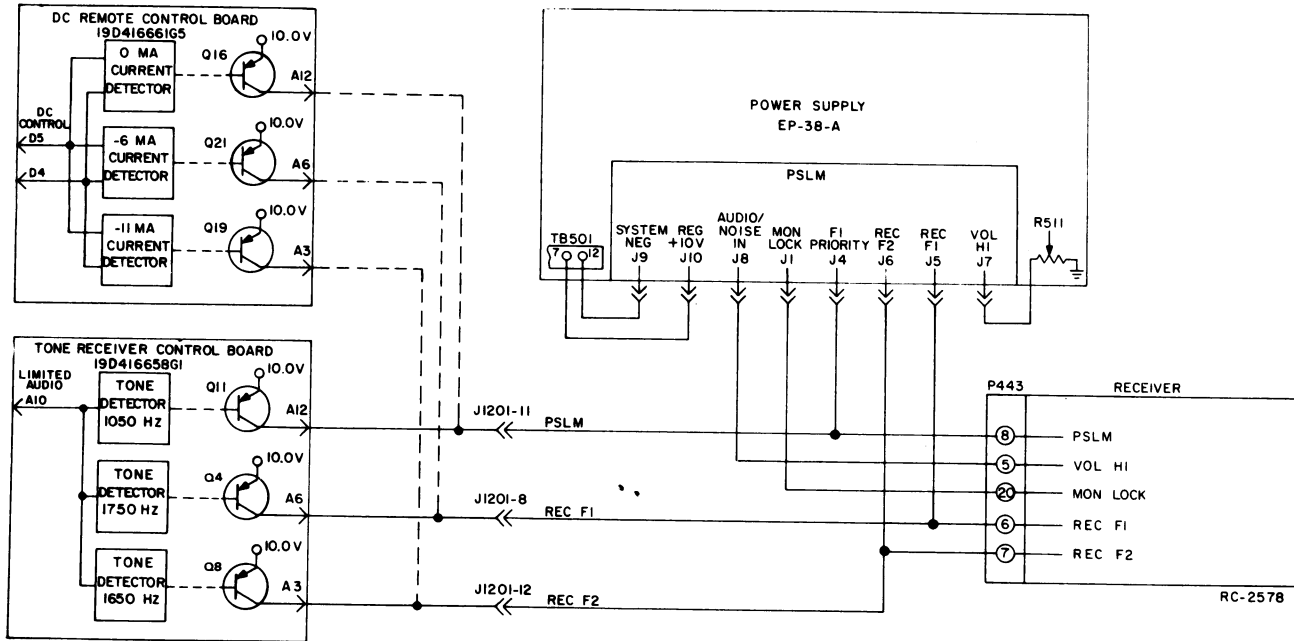 DC REMOTE CONTROL BOARD
19D416661G5
0 MA
CURRENT
DETECTOR
Q16
10.0V
A12
DC
CONTROL
D5
D4
-6 MA
CURRENT
DETECTOR
Q21
10.0V
A6
-11 MA
CURRENT
DETECTOR
Q19
10.0V
A3
POWER SUPPLY
EP-38-A
PSLM
TB501
7 12
SYSTEM
NEG
J9
REG
+10V
J10
AUDIO/
NOISE
IN
J8
MON
LOCK
J1
F1
PRIORITY
J4
REC
F2
J6
REC
F1
J5
VOL
HI
J7
R511
TONE RECEIVER CONTROL BOARD
19D416658G1
LIMITED
AUDIO
A10
TONE
DETECTOR
1050 HZ
Q11
10.0V
A12
J1201-11
PSLM
TONE
DETECTOR
1750 HZ
Q4
10.0V
A6
J1201-8
REC F1
TONE
DETECTOR
1650 HZ
Q8
10.0V
A3
J1201-12
REC F2
P443
RECEIVER
8 PSLM
5 VOL HI
20 MON LOCK
6 REC F1
7 REC F2
RC-2578